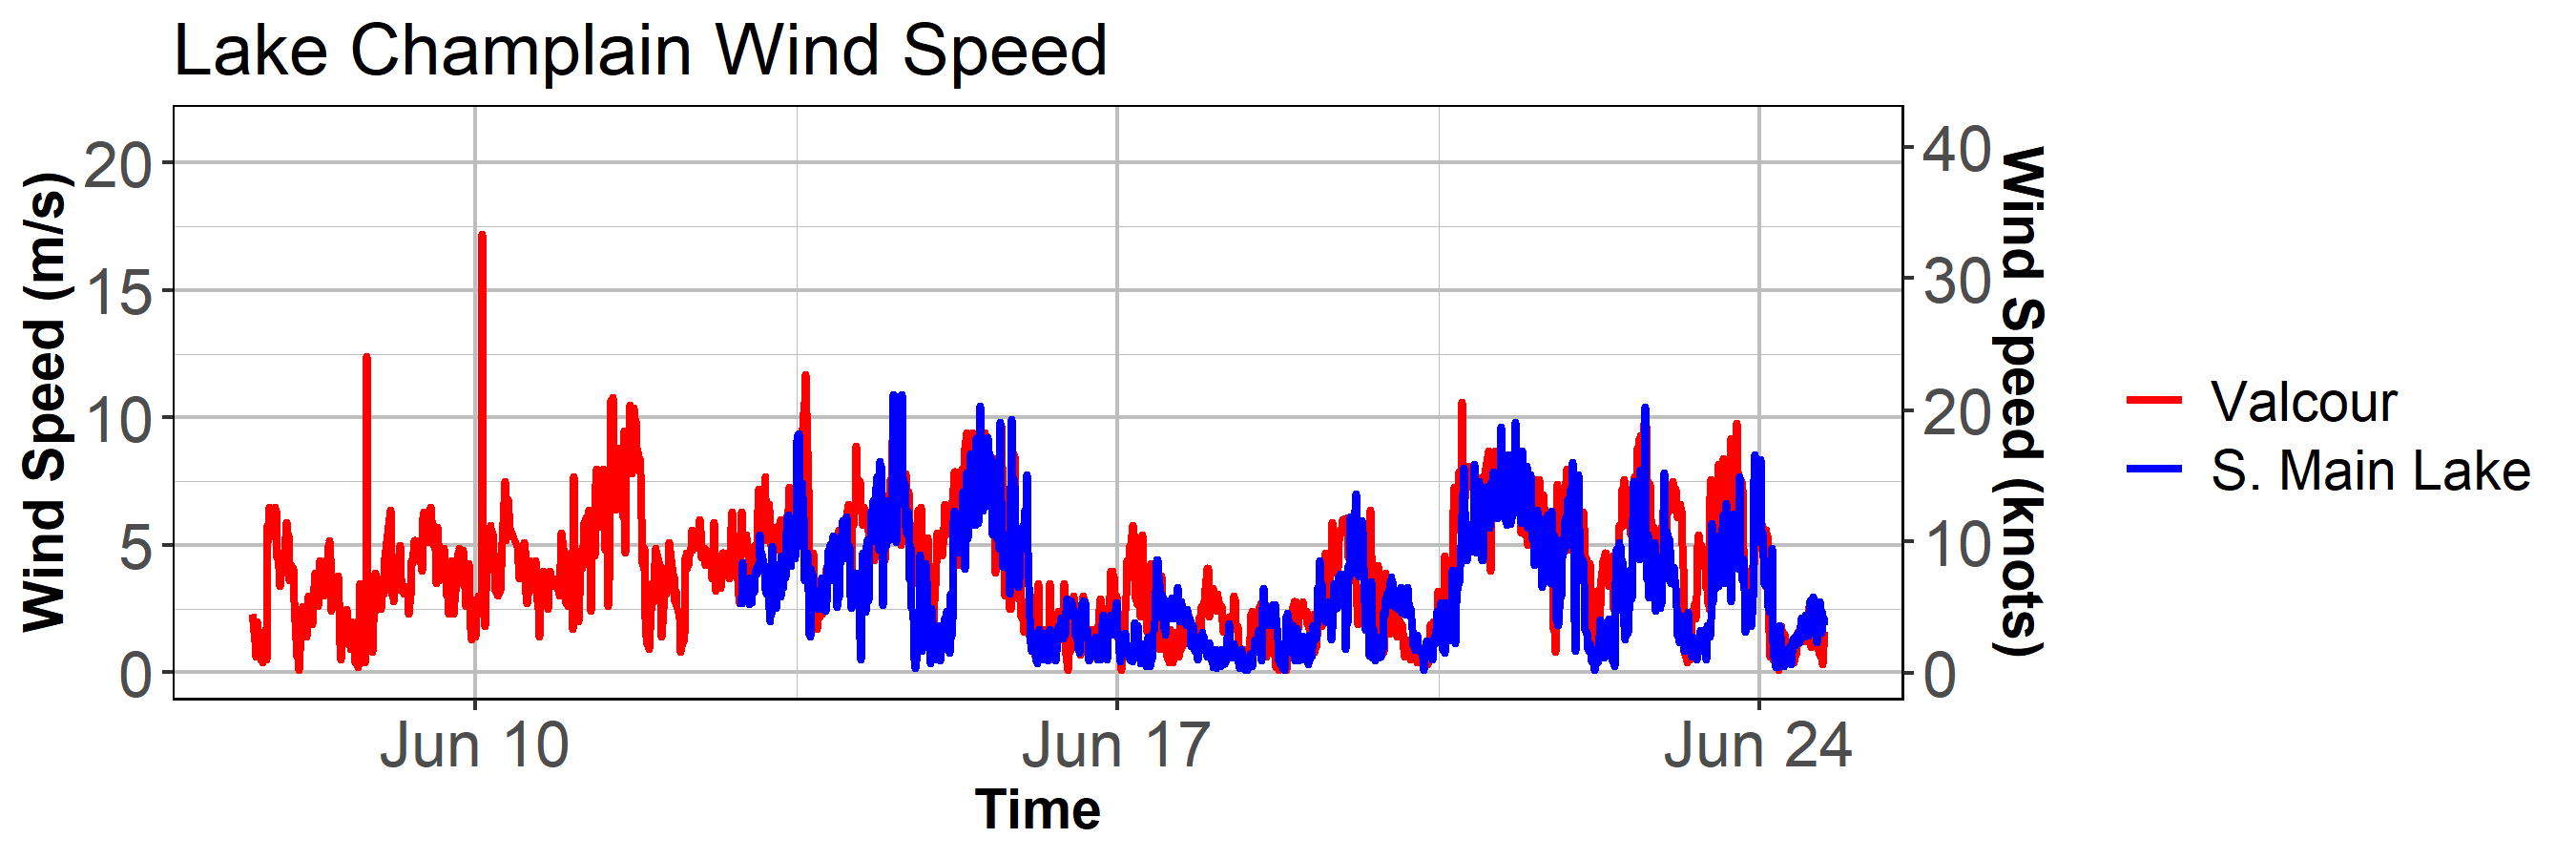 Lake Champlain Wind Speed
Wind Speed (m/s)
20
15
10
5
0
40
30
20
10
0
Wind Speed (knots)
Jun 10
Jun 17
Jun 24
Time
Valcour
S. Main Lake